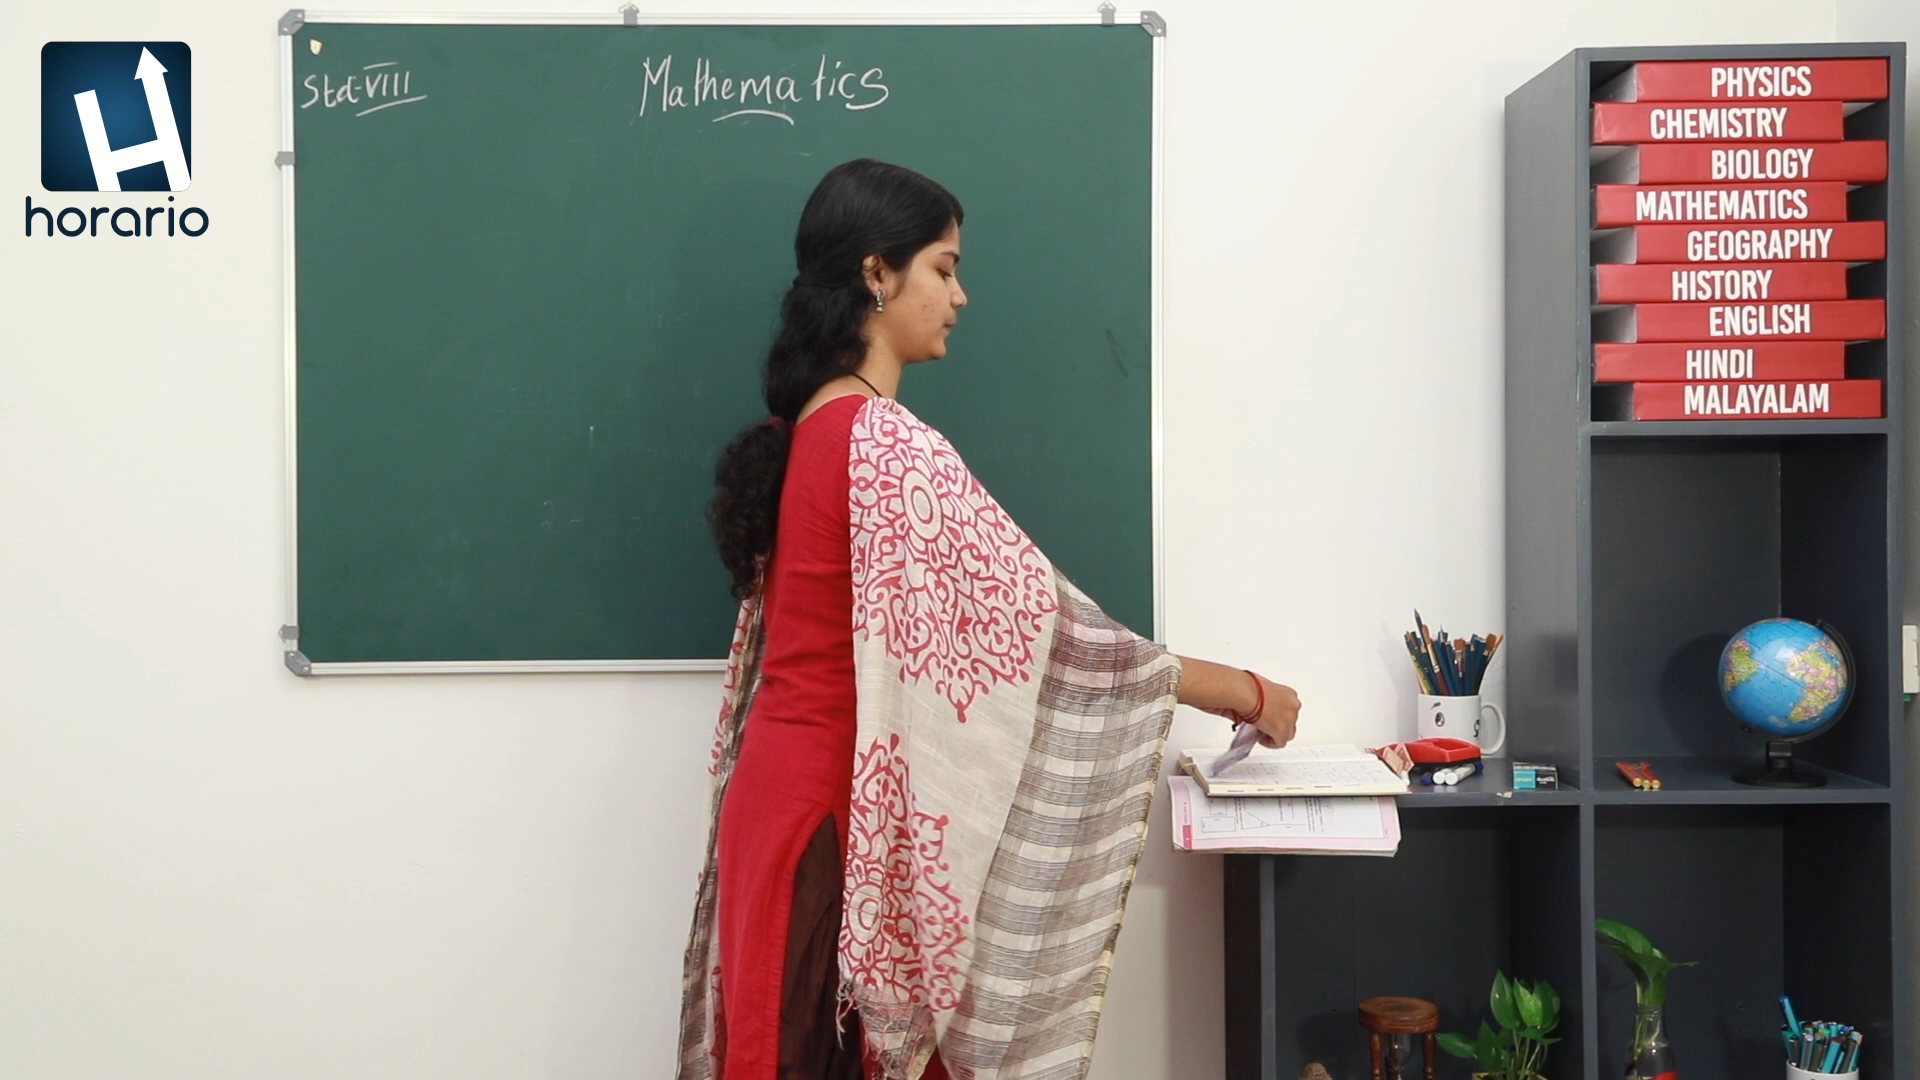 horario
Std-VIII
Mathematics
PHYSICS
CHEMISTRY
BIOLOGY
MATHEMATICS
GEOGRAPHY
HISTORY
ENGLISH
HINDI
MALAYALAM